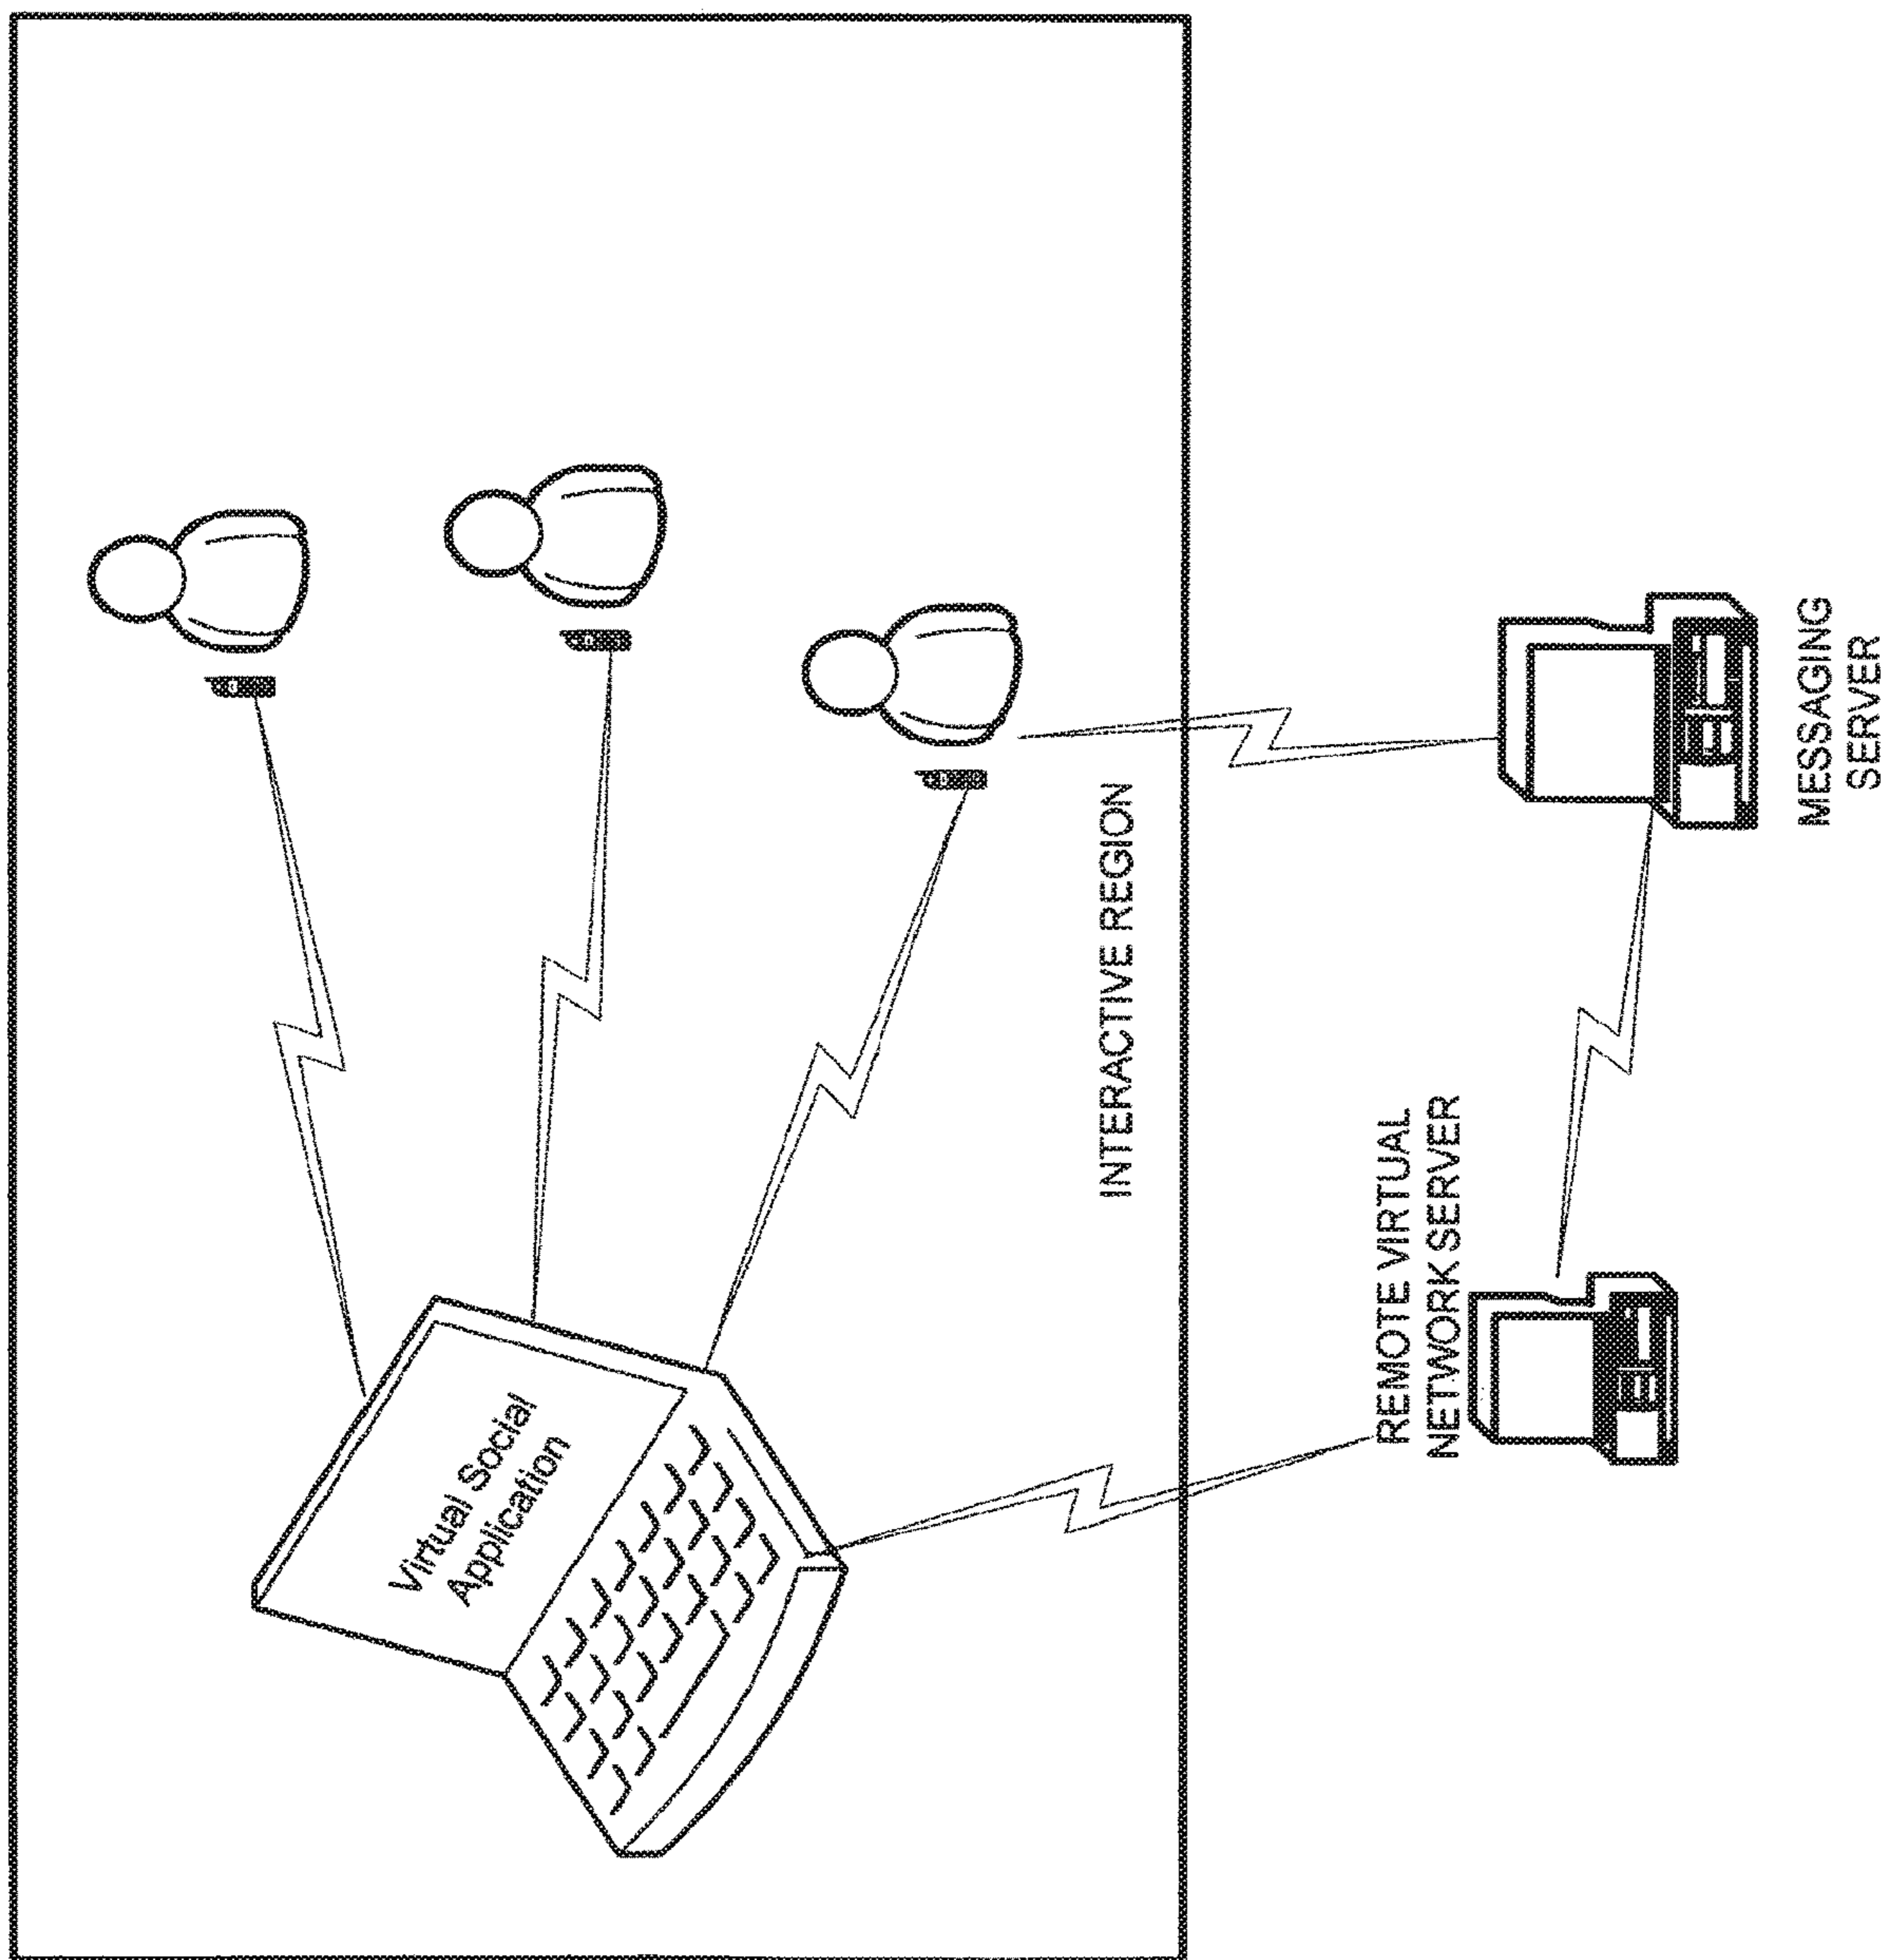 Virtual Social
Application
INTERACTIVE REGION
REMOTE VIRTUAL
NETWORK SERVER
MESSAGING
SERVER